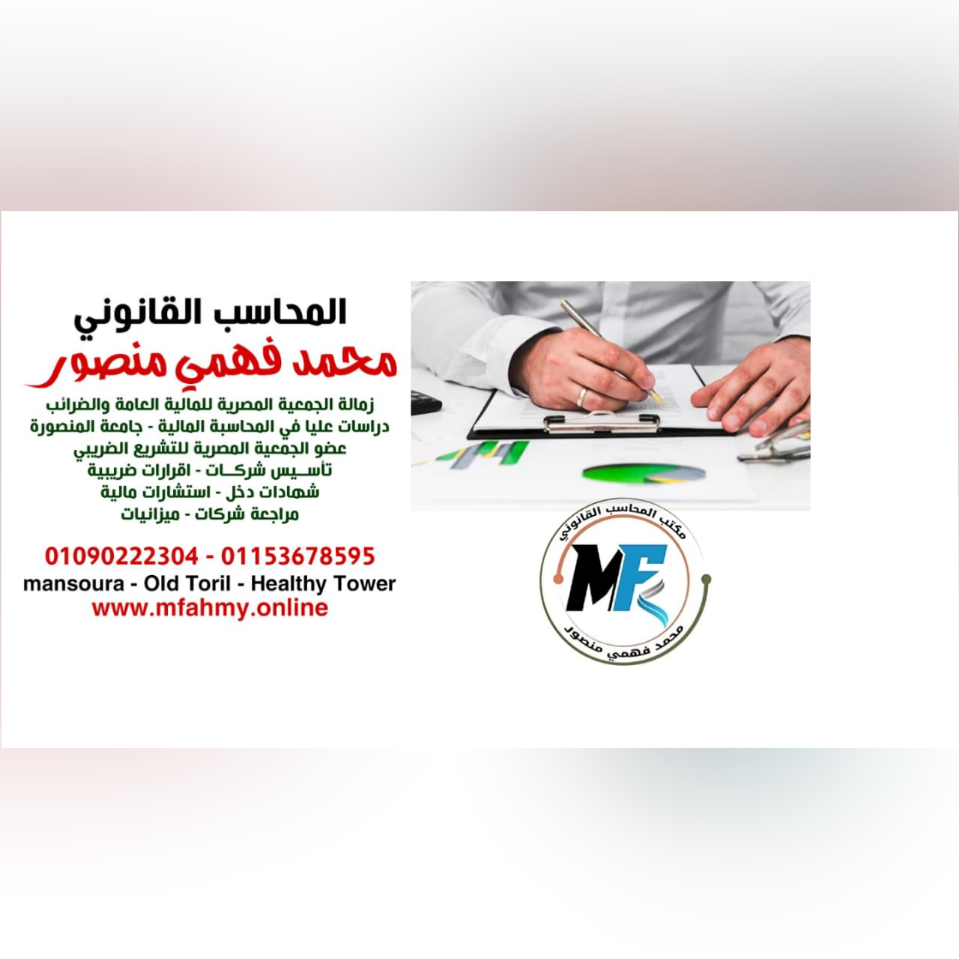 المحاسب القانوني
محمد فهمي منصور
زمالة الجمعية المصرية للمالية العامة والضرائب
دراسات عليا في المحاسبة المالية - جامعة المنصورة
عضو الجمعية المصرية للتشريع الضريبي
تأســيس شركــات - اقرارات ضريبية
شهادات دخل - استشارات مالية
مراجعة شركات - ميزانيات
01090222304 - 01153678595
mansoura - Old Toril - Healthy Tower
www.mfahmy.online
مكتب المحاسب القانوني
MF
محمد فهمي منصور